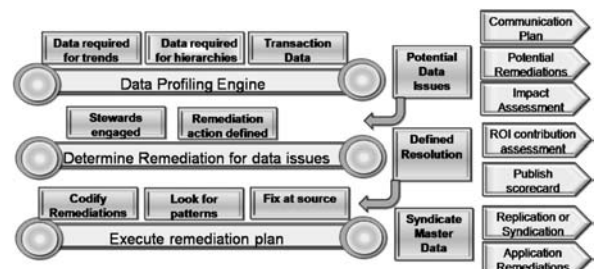 Data required
for trends
Data required
for hierarchies
Transaction
Data
Data Profiling Engine
Potential
Data
Issues
Communication
Plan
Potential
Remediations
Impact
Assessment
Stewards
engaged
Remediation
action defined
Determine Remediation for data issues
Defined
Resolution
ROI contribution
assessment
Publish
scorecard
Codify
Remediations
Look for
patterns
Fix at source
Execute remediation plan
Syndicate
Master
Data
Replication or
Syndication
Application
Remediations